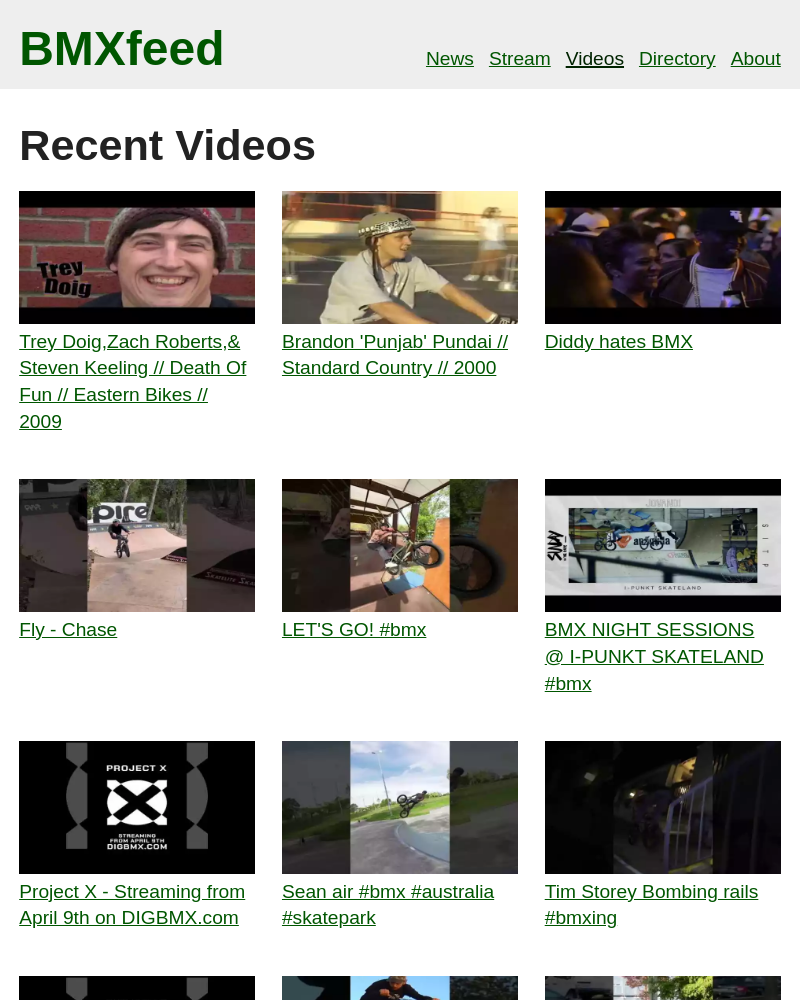 BMXfeed
News Stream Videos Directory About
Recent Videos
Trey
Doig
Trey Doig,Zach Roberts,&
Steven Keeling // Death Of
Fun // Eastern Bikes //
2009
Brandon 'Punjab' Pundai //
Standard Country // 2000
Diddy hates BMX
pire
Fly - Chase
LET'S GO! #bmx
I-PUNKT SKATELAND
BMX NIGHT SESSIONS
@ I-PUNKT SKATELAND
#bmx
PROJECT X
STREAMING
FROM APRIL 9TH
DIGBMX.COM
Project X - Streaming from
April 9th on DIGBMX.com
Sean air #bmx #australia
#skatepark
Tim Storey Bombing rails
#bmxing